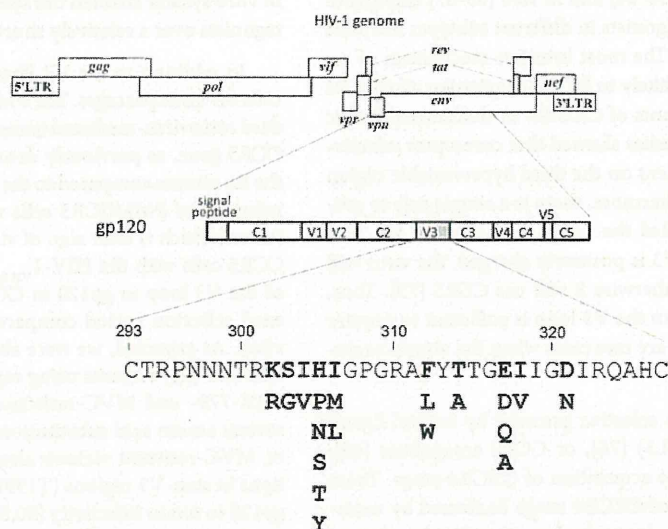 HIV-1 genome
rev
gag vif tat
5'LTR pol env nef
vpr vpu 3'LTR
signal
peptide V5
gp120 C1 V1 V2 C2 V3 C3 V4 C4 C5
293 300 310 320
CTRPNNNTRKSIHIGPGRAFYTTGEIIGDIRQAHC
RGVPM L A DV N
NL W Q
S A
T
Y